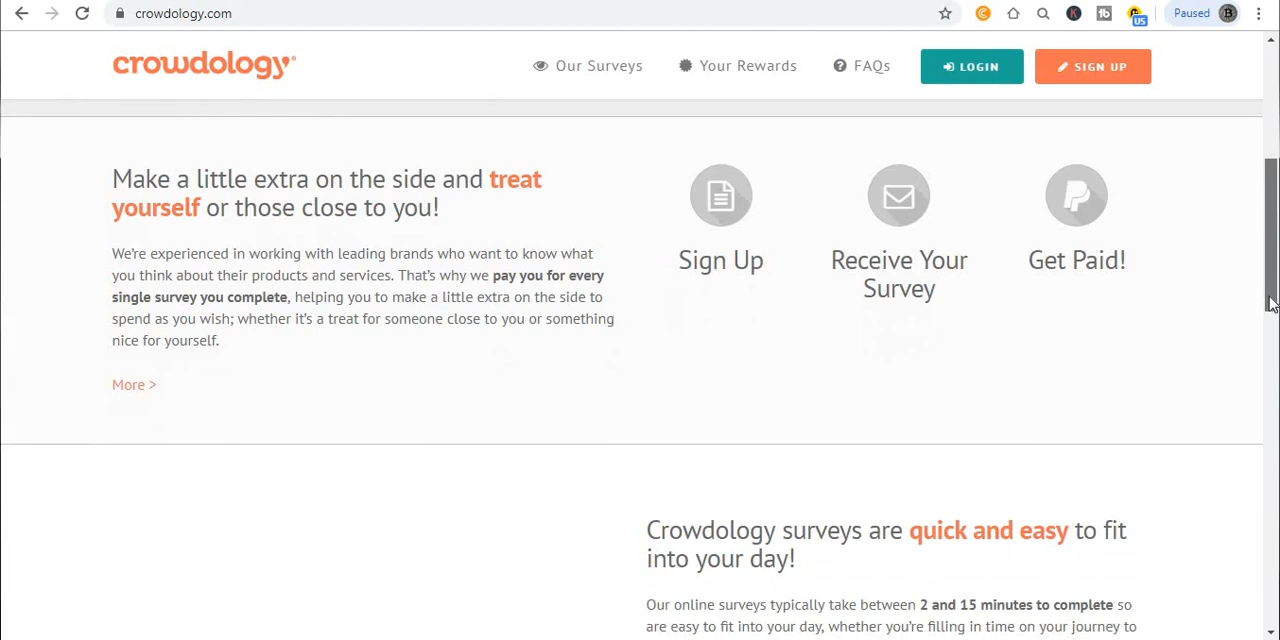 crowdology.com
US
Paused
crowdology
Our Surveys
Your Rewards
FAQs
LOGIN
SIGN UP
Make a little extra on the side and treat
yourself or those close to you!
We're experienced in working with leading brands who want to know what
you think about their products and services. That's why we pay you for every
single survey you complete, helping you to make a little extra on the side to
spend as you wish; whether it's a treat for someone close to you or something
nice for yourself.
More >
Sign Up
Receive Your
Survey
Get Paid!
Crowdology surveys are quick and easy to fit
into your day!
Our online surveys typically take between 2 and 15 minutes to complete so
are easy to fit into your day, whether you're filling in time on your journey to